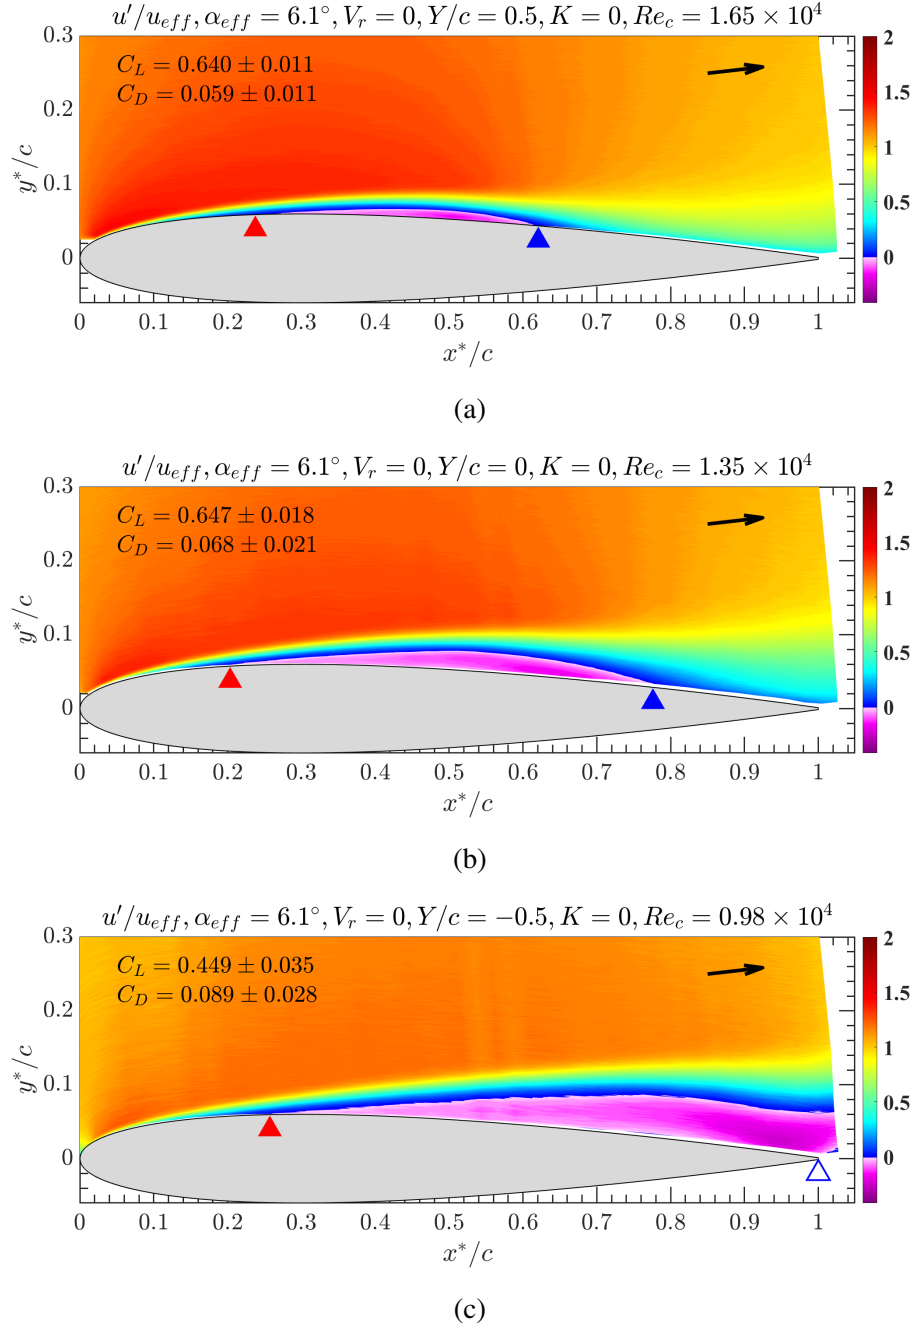 u′/u_eff, α_eff = 6.1°, V_r = 0, Y/c = 0.5, K = 0, Re_c = 1.65 × 10⁴
C_L = 0.640 ± 0.011
C_D = 0.059 ± 0.011
0.3
0.2
0.1
0
y*/c
0 0.1 0.2 0.3 0.4 0.5 0.6 0.7 0.8 0.9 1
x*/c
2
1.5
1
0.5
0
(a)
u′/u_eff, α_eff = 6.1°, V_r = 0, Y/c = 0, K = 0, Re_c = 1.35 × 10⁴
C_L = 0.647 ± 0.018
C_D = 0.068 ± 0.021
0.3
0.2
0.1
0
y*/c
0 0.1 0.2 0.3 0.4 0.5 0.6 0.7 0.8 0.9 1
x*/c
2
1.5
1
0.5
0
(b)
u′/u_eff, α_eff = 6.1°, V_r = 0, Y/c = −0.5, K = 0, Re_c = 0.98 × 10⁴
C_L = 0.449 ± 0.035
C_D = 0.089 ± 0.028
0.3
0.2
0.1
0
y*/c
0 0.1 0.2 0.3 0.4 0.5 0.6 0.7 0.8 0.9 1
x*/c
2
1.5
1
0.5
0
(c)